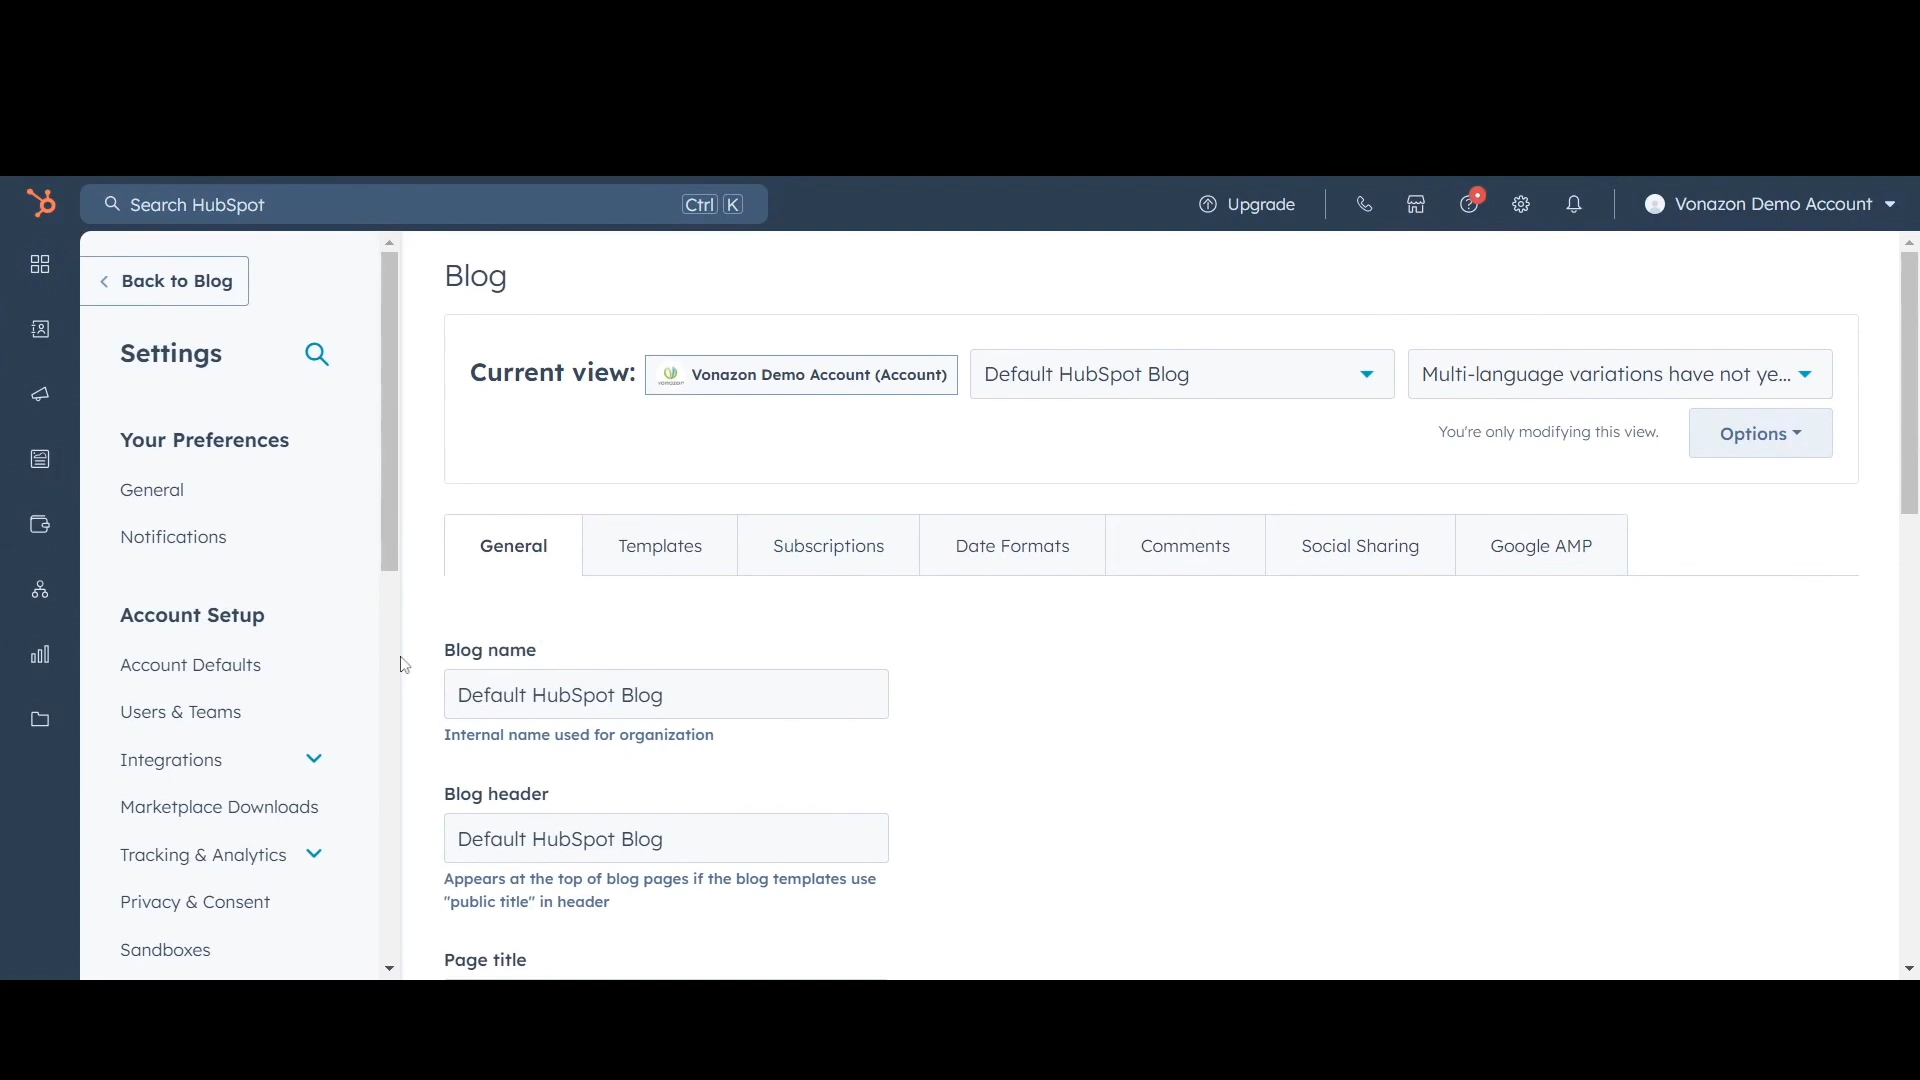 Search HubSpot
Ctrl K
Upgrade
Vonazon Demo Account
Back to Blog
Settings
Your Preferences
General
Notifications
Account Setup
Account Defaults
Users & Teams
Integrations
Marketplace Downloads
Tracking & Analytics
Privacy & Consent
Sandboxes
Blog
Current view:
vonazon
Vonazon Demo Account (Account)
Default HubSpot Blog
Multi-language variations have not ye...
You're only modifying this view.
Options
General
Templates
Subscriptions
Date Formats
Comments
Social Sharing
Google AMP
Blog name
Default HubSpot Blog
Internal name used for organization
Blog header
Default HubSpot Blog
Appears at the top of blog pages if the blog templates use
"public title" in header
Page title